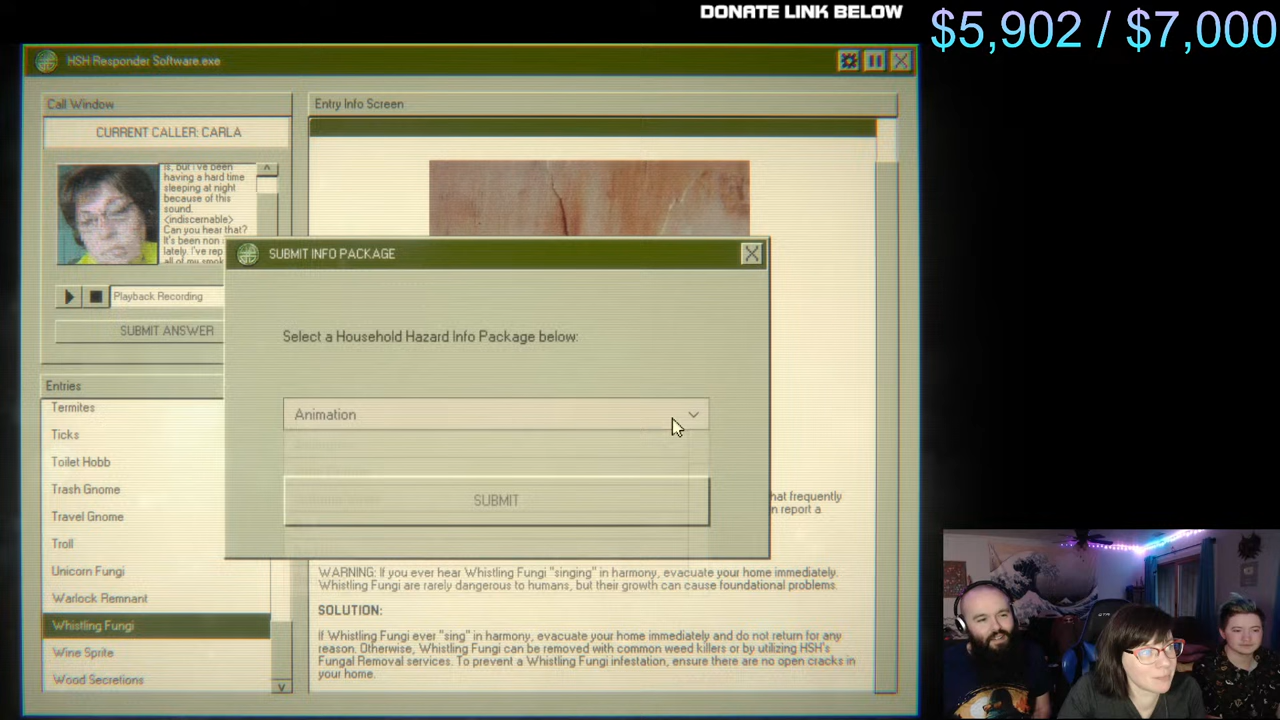 DONATE LINK BELOW
$5,902 / $7,000
HSH Responder Software.exe
Call Window
Entry Info Screen
CURRENT CALLER: CARLA
is, but I've been
having a hard time
sleeping at night
because of this
sound.
<indiscernable>
Can you hear that?
It's been non
lately. I've rep
all of my smok
SUBMIT INFO PACKAGE
Playback Recording
SUBMIT ANSWER
Select a Household Hazard Info Package below:
Entries
Termites
Animation
Ticks
Toilet Hobb
Trash Gnome
SUBMIT
hat frequently
n report a
Travel Gnome
Troll
Unicorn Fungi
WARNING: If you ever hear Whistling Fungi "singing" in harmony, evacuate your home immediately.
Whistling Fungi are rarely dangerous to humans, but their growth can cause foundational problems.
Warlock Remnant
SOLUTION:
Whistling Fungi
If Whistling Fungi ever "sing" in harmony, evacuate your home immediately and do not return for any
reason. Otherwise, Whistling Fungi can be removed with common weed killers or by utilizing HSH's
Fungal Removal services. To prevent a Whistling Fungi infestation, ensure there are no open cracks in
your home.
Wine Sprite
Wood Secretions